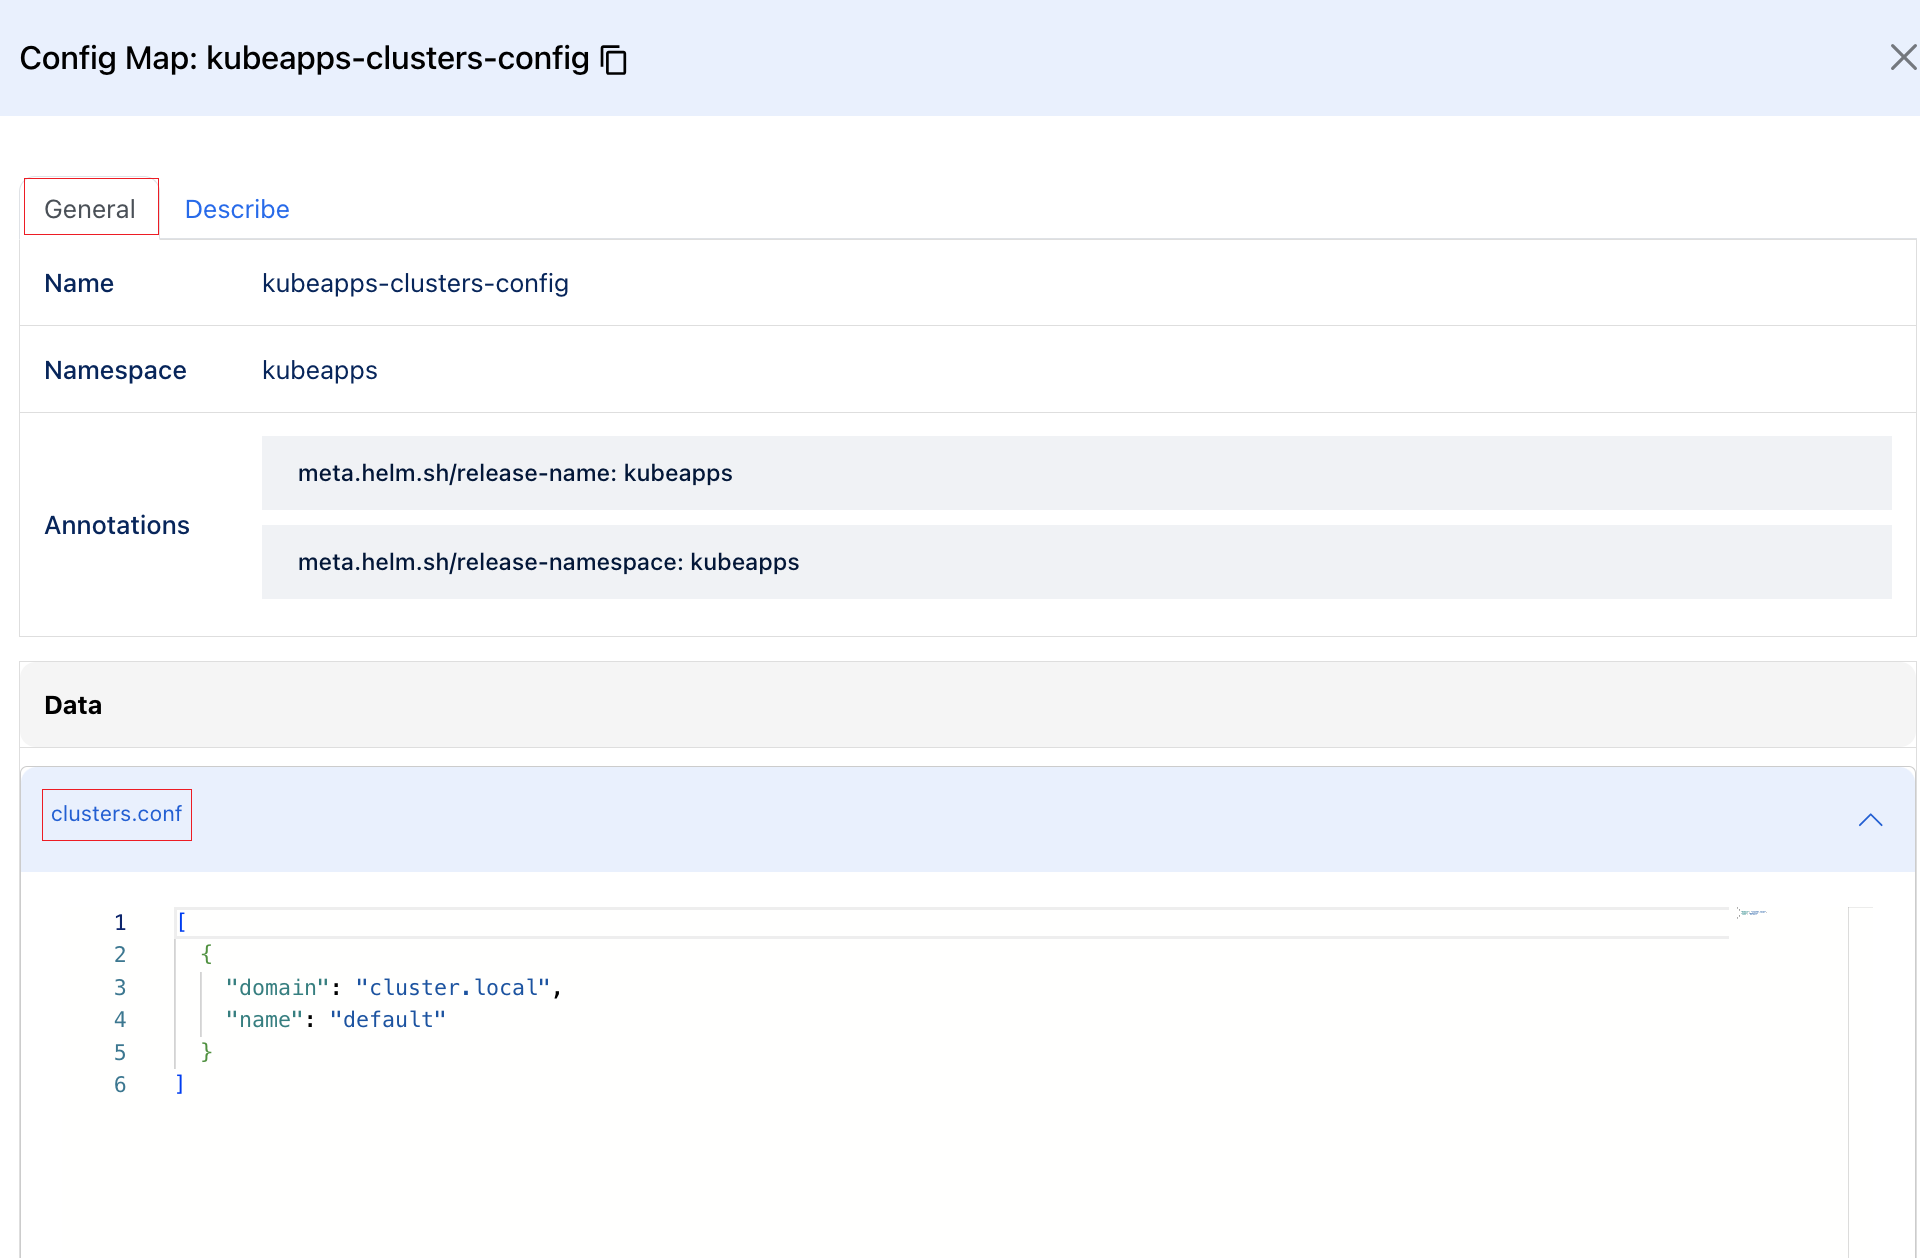 Config Map: kubeapps-clusters-config
General Describe
Name kubeapps-clusters-config
Namespace kubeapps
Annotations
meta.helm.sh/release-name: kubeapps
meta.helm.sh/release-namespace: kubeapps
Data
clusters.conf
1 [
2 {
3 "domain": "cluster.local",
4 "name": "default"
5 }
6 ]